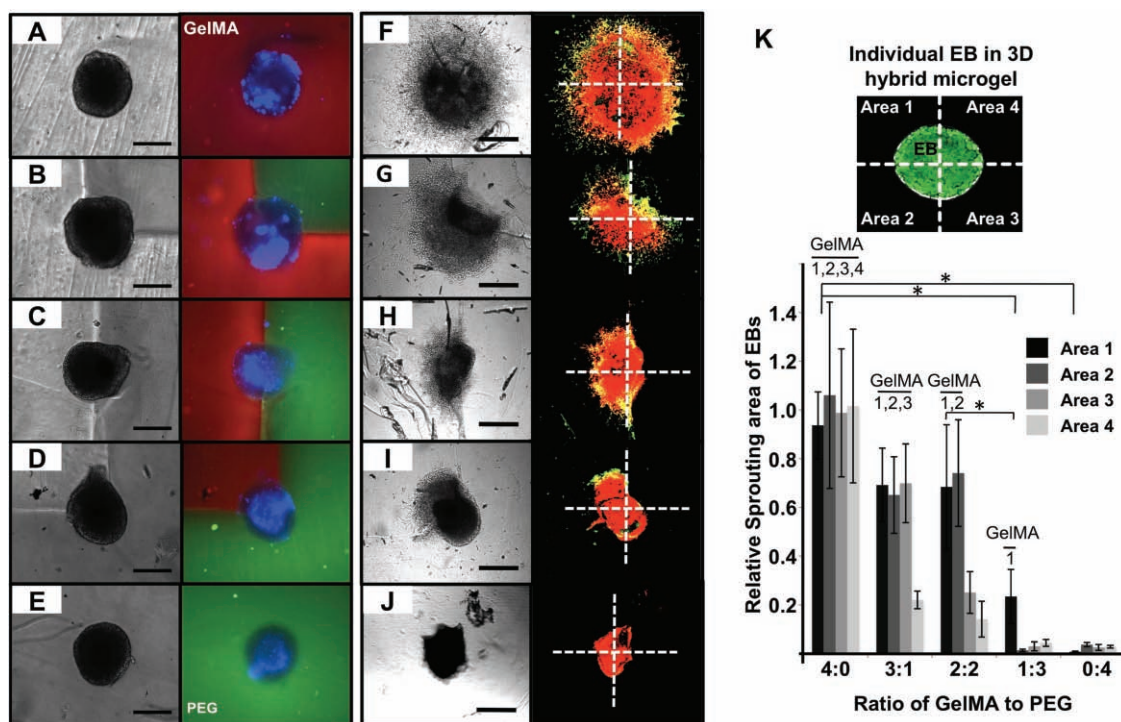 A
GelMA
B
C
D
E
PEG
F
G
H
I
J
K
Individual EB in 3D
hybrid microgel
Area 1
Area 4
EB
Area 2
Area 3
Relative Sprouting area of EBs
1.4
1.2
1.0
0.8
0.6
0.4
0.2
GelMA
1,2,3,4
*
*
GelMA
1,2,3
GelMA
1,2
*
GelMA
1
Area 1
Area 2
Area 3
Area 4
4:0 3:1 2:2 1:3 0:4
Ratio of GelMA to PEG